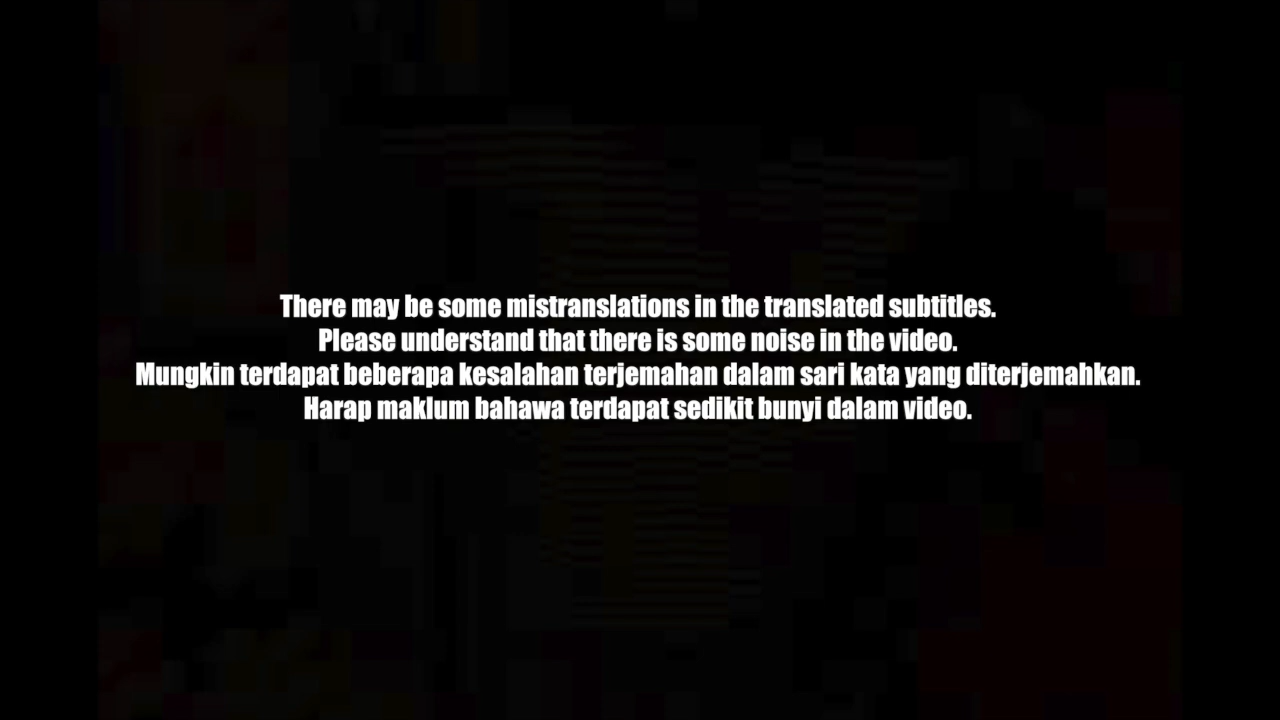 There may be some mistranslations in the translated subtitles.
Please understand that there is some noise in the video.
Mungkin terdapat beberapa kesalahan terjemahan dalam sari kata yang diterjemahkan.
Harap maklum bahawa terdapat sedikit bunyi dalam video.